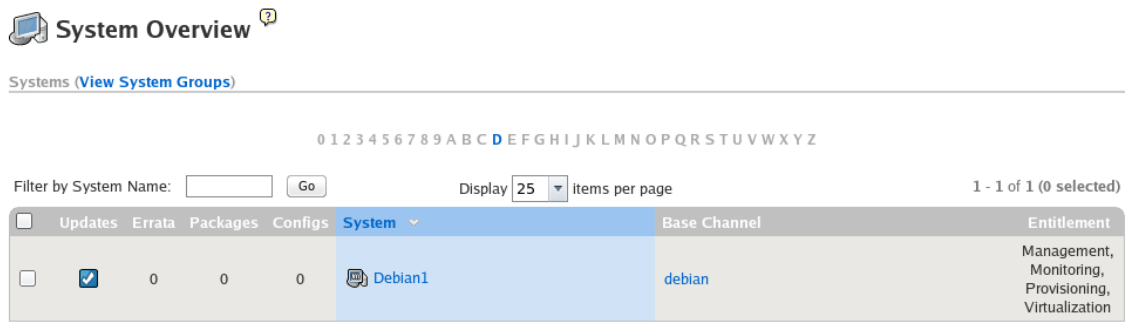 System Overview ?
Systems (View System Groups)
0 1 2 3 4 5 6 7 8 9 A B C D E F G H I J K L M N O P Q R S T U V W X Y Z
Filter by System Name: Go Display 25 items per page 1 - 1 of 1 (0 selected)
Updates Errata Packages Configs System Base Channel Entitlement
0 0 0 Debian1 debian Management,
Monitoring,
Provisioning,
Virtualization